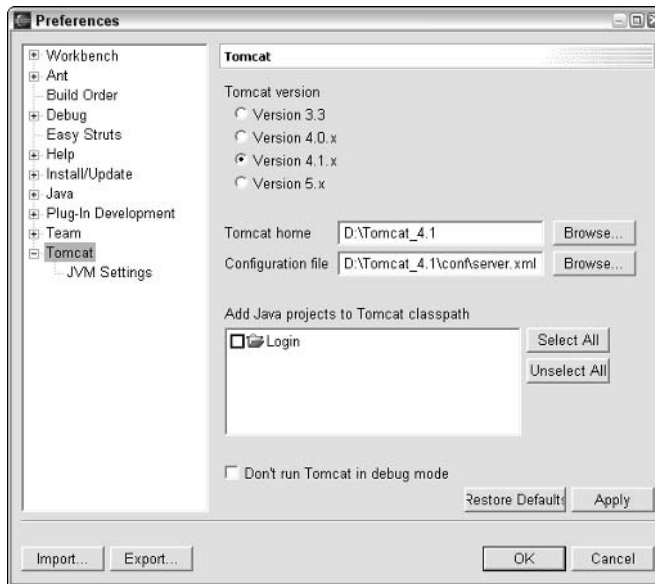 Preferences
Workbench
Ant
Build Order
Debug
Easy Struts
Help
Install/Update
Java
Plug-In Development
Team
Tomcat
JVM Settings
Tomcat
Tomcat version
Version 3.3
Version 4.0.x
Version 4.1.x
Version 5.x
Tomcat home D:\Tomcat_4.1 Browse...
Configuration file D:\Tomcat_4.1\conf\server.xml Browse...
Add Java projects to Tomcat classpath
Login
Select All
Unselect All
Don't run Tomcat in debug mode
Restore Defaults Apply
Import... Export... OK Cancel